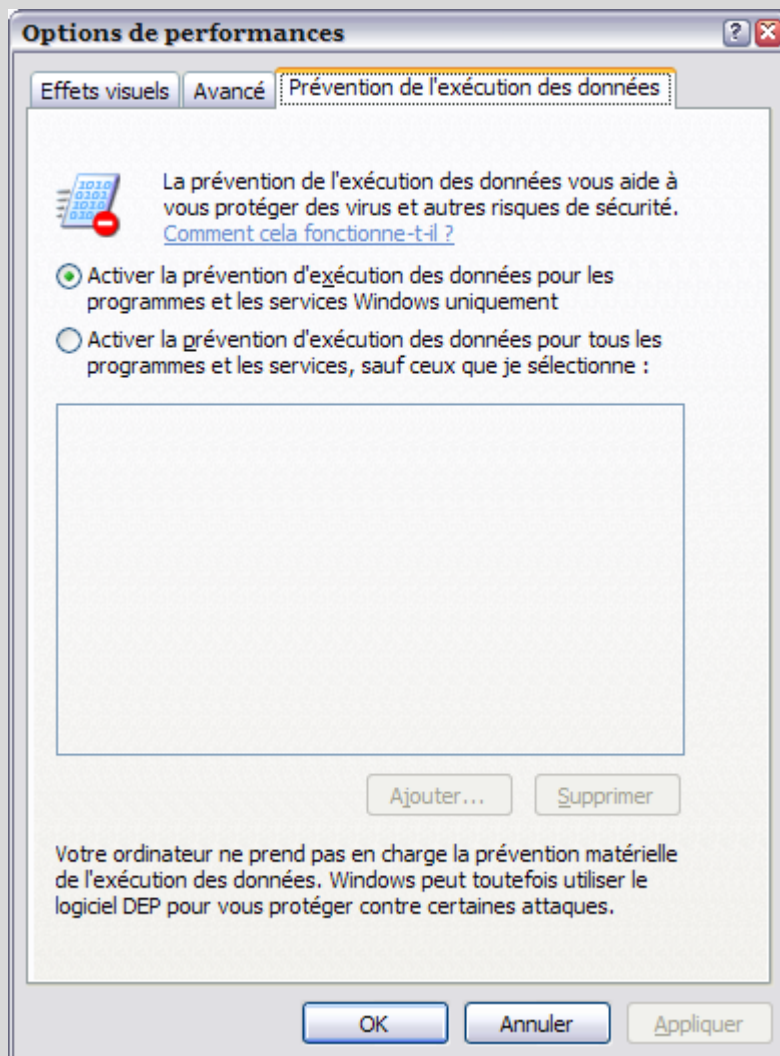 Options de performances
Effets visuels
Avancé
Prévention de l'exécution des données
1010
0101
1010
010
La prévention de l'exécution des données vous aide à
vous protéger des virus et autres risques de sécurité.
Comment cela fonctionne-t-il ?
Activer la prévention d'exécution des données pour les
programmes et les services Windows uniquement
Activer la prévention d'exécution des données pour tous les
programmes et les services, sauf ceux que je sélectionne :
Ajouter...
Supprimer
Votre ordinateur ne prend pas en charge la prévention matérielle
de l'exécution des données. Windows peut toutefois utiliser le
logiciel DEP pour vous protéger contre certaines attaques.
OK
Annuler
Appliquer